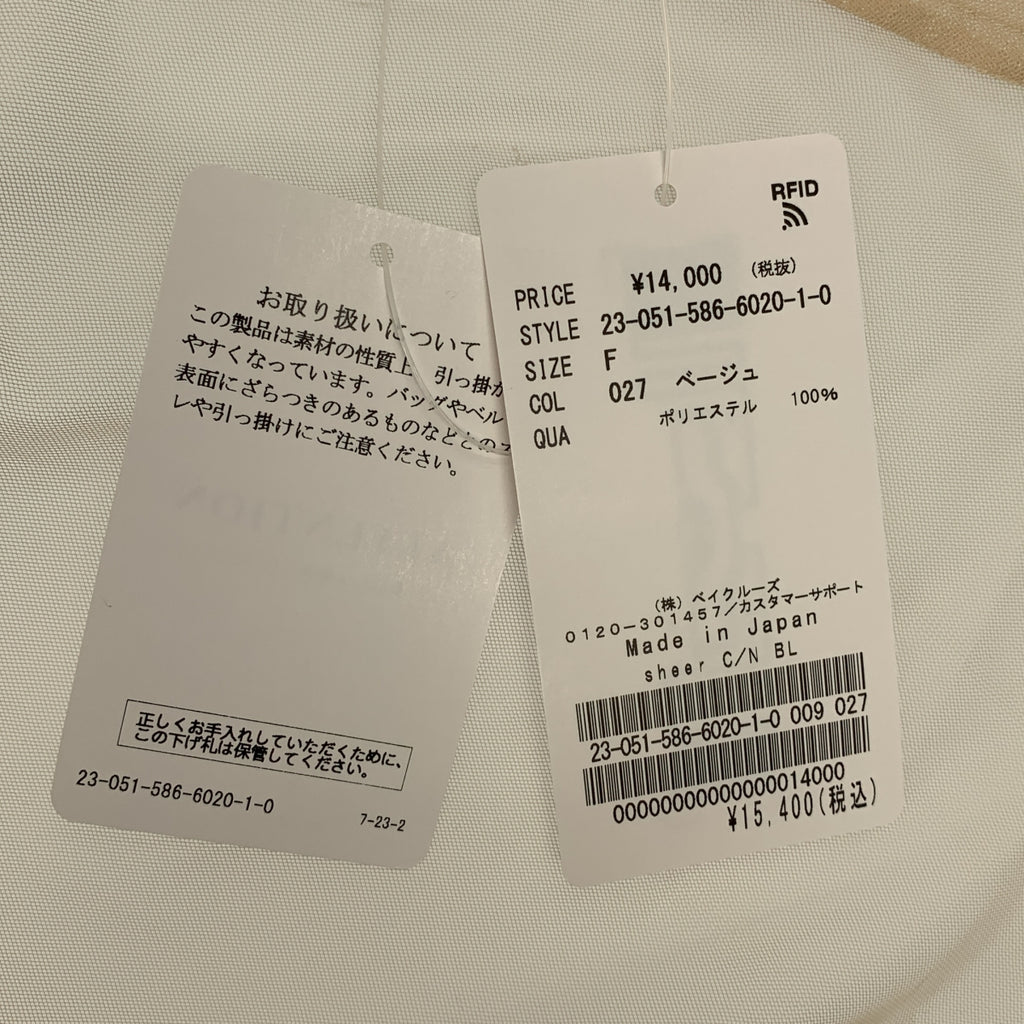 お取り扱いについて
この製品は素材の性質上、引っ掛か
やすくなっています。バッグやベル
表面にざらつきのあるものなどとのス
レや引っ掛けにご注意ください。
正しくお手入れしていただくために、
この下げ札は保管してください。
23-051-586-6020-1-0
7-23-2
RFID
PRICE ¥14,000 (税抜)
STYLE 23-051-586-6020-1-0
SIZE F
COL 027 ベージュ
QUA ポリエステル 100%
(株)ベイクルーズ
0120-301457/カスタマーサポート
Made in Japan
sheer C/N BL
23-051-586-6020-1-0 009 027
00000000000000014000
¥15,400(税込)